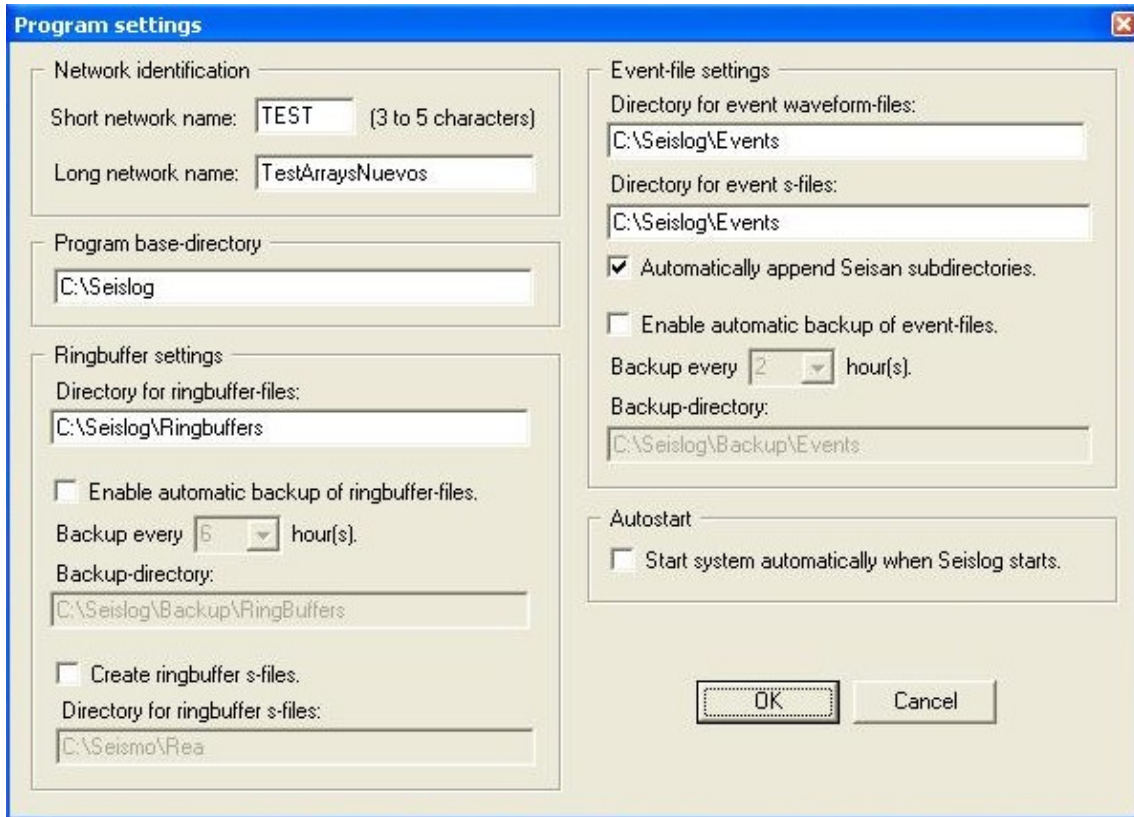 Program settings
Network identification
Short network name: TEST (3 to 5 characters)
Long network name: TestArraysNuevos
Program base-directory
C:\Seislog
Ringbuffer settings
Directory for ringbuffer-files:
C:\Seislog\Ringbuffers
Enable automatic backup of ringbuffer-files.
Backup every 6 hour(s).
Backup-directory:
C:\Seislog\Backup\RingBuffers
Create ringbuffer s-files.
Directory for ringbuffer s-files:
C:\Seismo\Rea
Event-file settings
Directory for event waveform-files:
C:\Seislog\Events
Directory for event s-files:
C:\Seislog\Events
Automatically append Seisan subdirectories.
Enable automatic backup of event-files.
Backup every 2 hour(s).
Backup-directory:
C:\Seislog\Backup\Events
Autostart
Start system automatically when Seislog starts.
OK Cancel